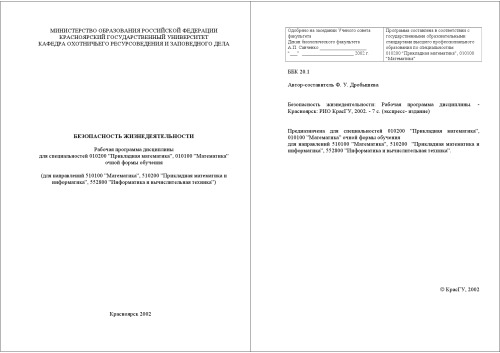 МИНИСТЕРСТВО ОБРАЗОВАНИЯ РОССИЙСКОЙ ФЕДЕРАЦИИ
КРАСНОЯРСКИЙ ГОСУДАРСТВЕННЫЙ УНИВЕРСИТЕТ
КАФЕДРА ОХОТНИЧЬЕГО РЕСУРСОВЕДЕНИЯ И ЗАПОВЕДНОГО ДЕЛА
БЕЗОПАСНОСТЬ ЖИЗНЕДЕЯТЕЛЬНОСТИ
Рабочая программа дисциплины
для специальностей 010200 "Прикладная математика", 010100 "Математика"
очной формы обучения
(для направлений 510100 "Математика", 510200 "Прикладная математика и
информатика", 552800 "Информатика и вычислительная техника")
Красноярск 2002
Одобрено на заседании Ученого совета
факультета
Декан биологического факультета
А.П. Савченко ____________________
"___" ____________________ 2002 г.
Программа составлена в соответствии с
государственными образовательными
стандартами высшего профессионального
образования по специальностям
010200 "Прикладная математика", 010100
"Математика"
ББК 20.1
Автор-составитель Ф. У. Дробышева
Безопасность жизнедеятельности: Рабочая программа дисциплины -
Красноярск: РИО КрасГУ, 2002. - 7 с. (экспресс- издание)
Предназначена для специальностей 010200 "Прикладная математика",
010100 "Математика" очной формы обучения
для направлений 510100 "Математика", 510200 "Прикладная математика и
информатика", 552800 "Информатика и вычислительная техника".
© КрасГУ, 2002